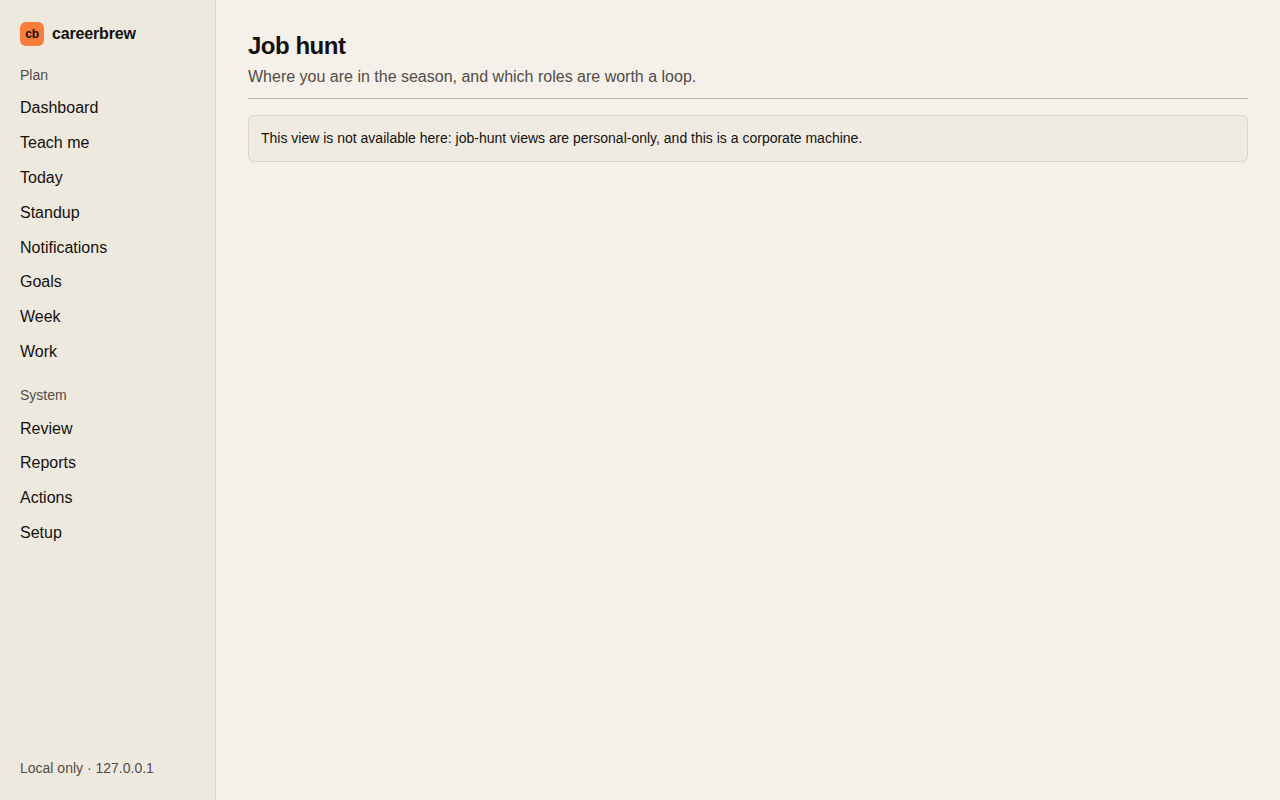 cb careerbrew
Plan
Dashboard
Teach me
Today
Standup
Notifications
Goals
Week
Work
System
Review
Reports
Actions
Setup
Local only · 127.0.0.1
Job hunt
Where you are in the season, and which roles are worth a loop.
This view is not available here: job-hunt views are personal-only, and this is a corporate machine.